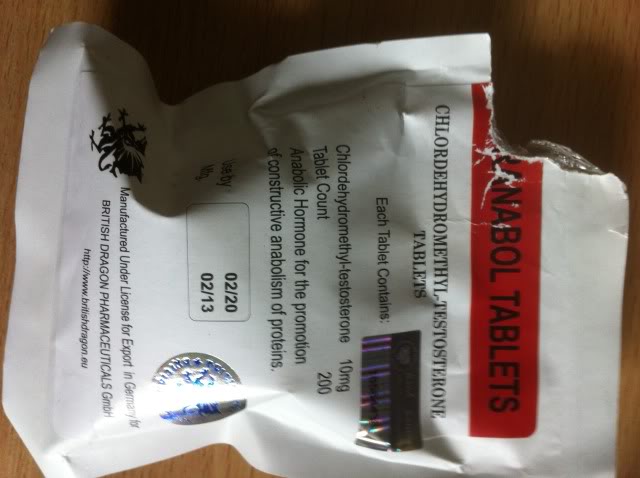 ANABOL TABLETS
CHLORDEHYDROMETHYL-TESTOSTERONE
TABLETS
Each Tablet Contains:
Chlordehydromethyl-testosterone 10mg
Tablet Count 200
Anabolic Hormone for the promotion
of constructive anabolism of proteins.
Use by 02/20
Mfg 02/13
Manufactured Under License for Export in Germany for
BRITISH DRAGON PHARMACEUTICALS GmbH
http://www.britishdragon.eu